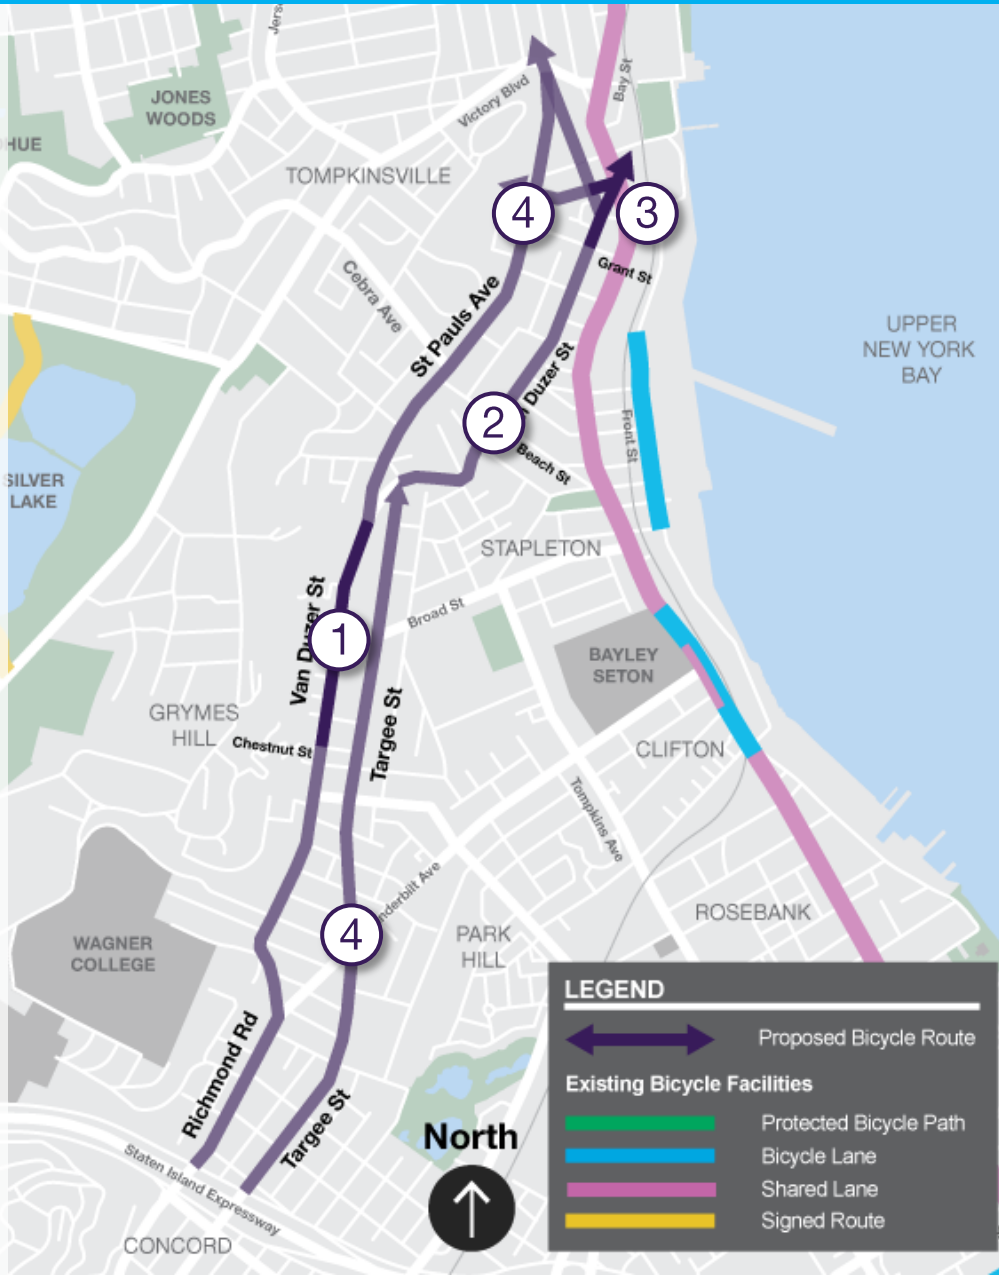 JONES
WOODS
HUE
Victory Blvd
Bay St
TOMPKINSVILLE
4
3
Grant St
Cebra Ave
St Pauls Ave
UPPER
NEW YORK
BAY
Duzer St
2
Front St
Beach St
SILVER
LAKE
STAPLETON
Van Duzer St
Broad St
1
BAYLEY
SETON
GRYMES
HILL
Chestnut St
Targee St
CLIFTON
Tompkins Ave
nderbilt Ave
ROSEBANK
4
PARK
HILL
WAGNER
COLLEGE
Richmond Rd
Targee St
North
Staten Island Expressway
CONCORD
LEGEND
Proposed Bicycle Route
Existing Bicycle Facilities
Protected Bicycle Path
Bicycle Lane
Shared Lane
Signed Route